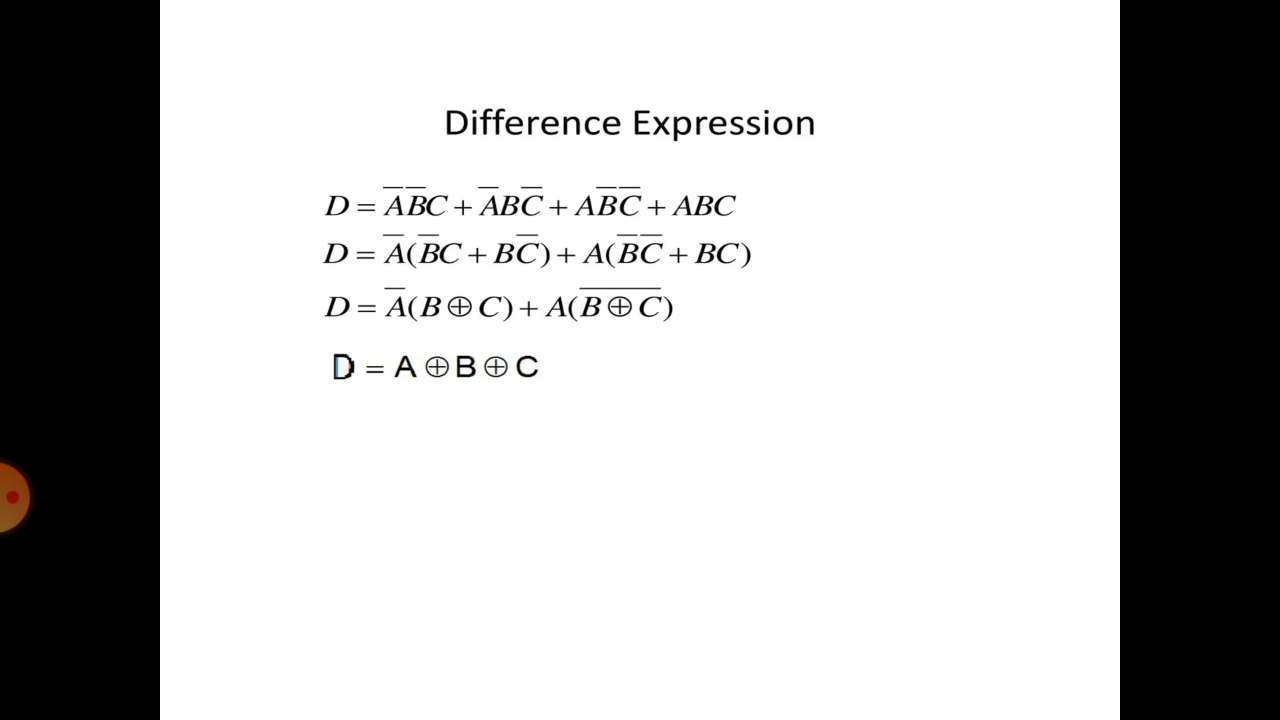 Difference Expression
D = A̅B̅C + A̅BC̅ + AB̅C̅ + ABC
D = A̅(B̅C + BC̅) + A(B̅C̅ + BC)
D = A̅(B ⊕ C) + A(B̅ ̅⊕̅ ̅C̅)
D = A ⊕ B ⊕ C